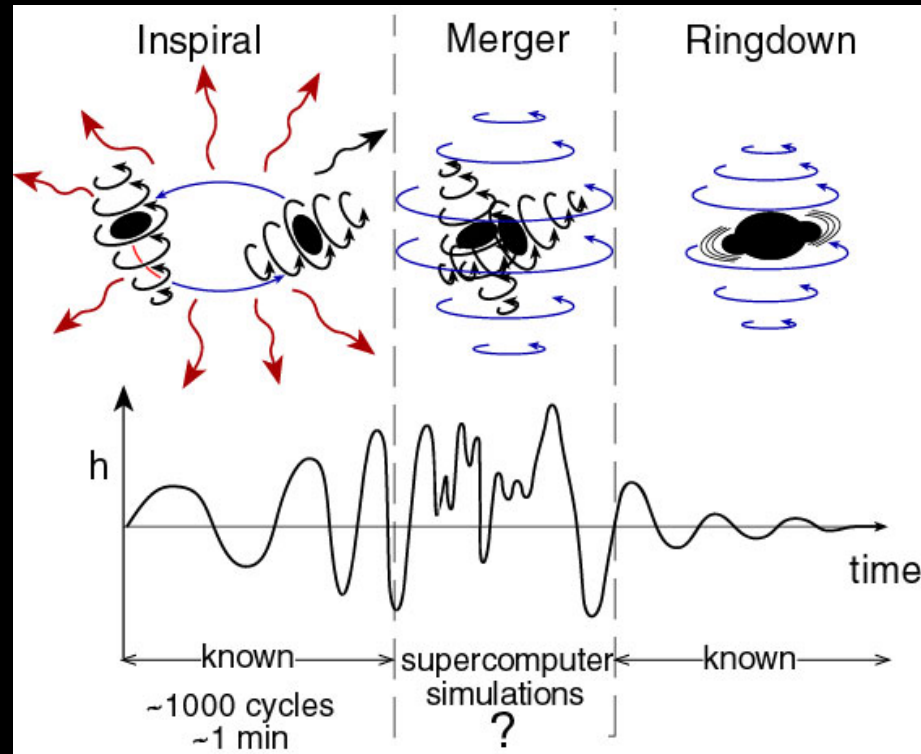 Inspiral
Merger
Ringdown
h
time
known
supercomputer
simulations
?
known
~1000 cycles
~1 min